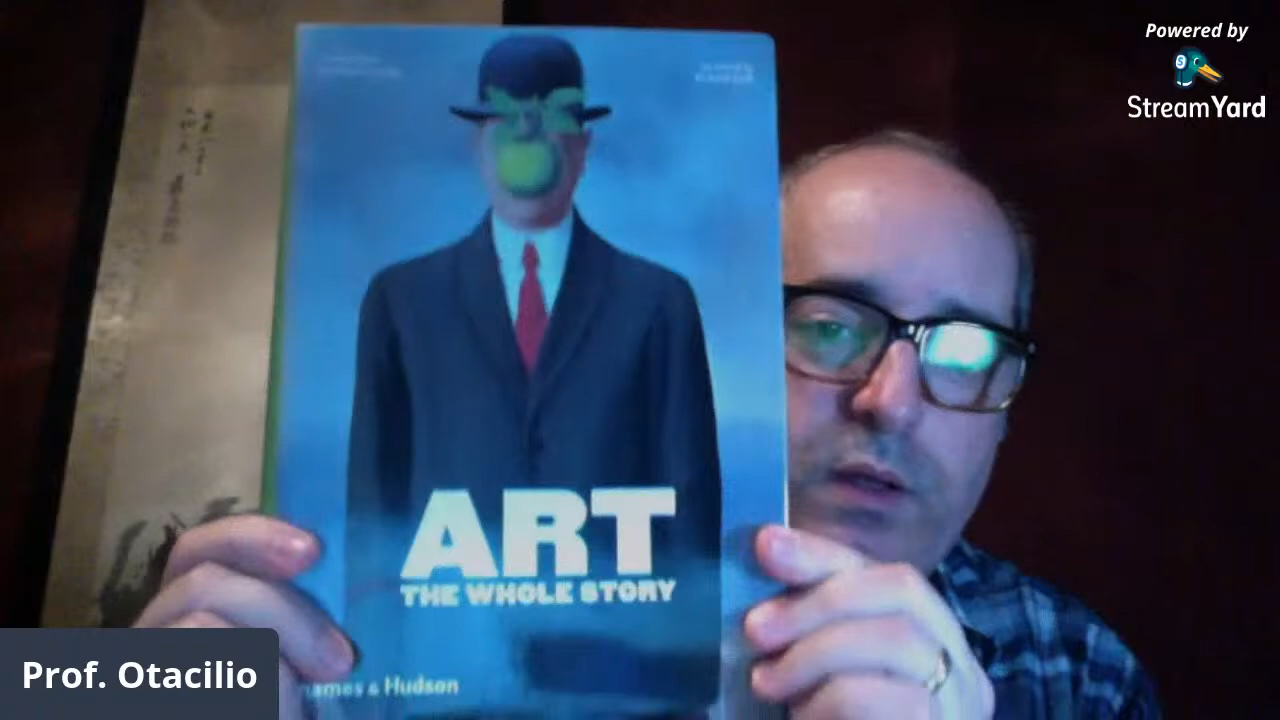 Powered by
StreamYard
ART
THE WHOLE STORY
ames & Hudson
Prof. Otacilio